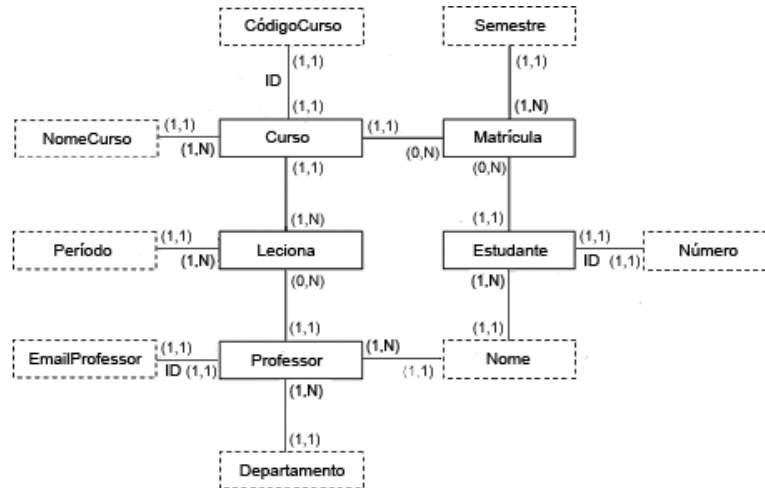 CódigoCurso
Semestre
(1,1)
(1,1)
ID
(1,1)
(1,N)
NomeCurso
(1,1)
(1,N)
Curso
(1,1)
(0,N)
Matrícula
(1,1)
(0,N)
(1,N)
(1,1)
Período
(1,1)
(1,N)
Leciona
Estudante
(1,1)
ID (1,1)
Número
(0,N)
(1,N)
(1,1)
(1,1)
EmailProfessor
(1,1)
ID (1,1)
Professor
(1,N)
(1,1)
Nome
(1,N)
(1,1)
Departamento